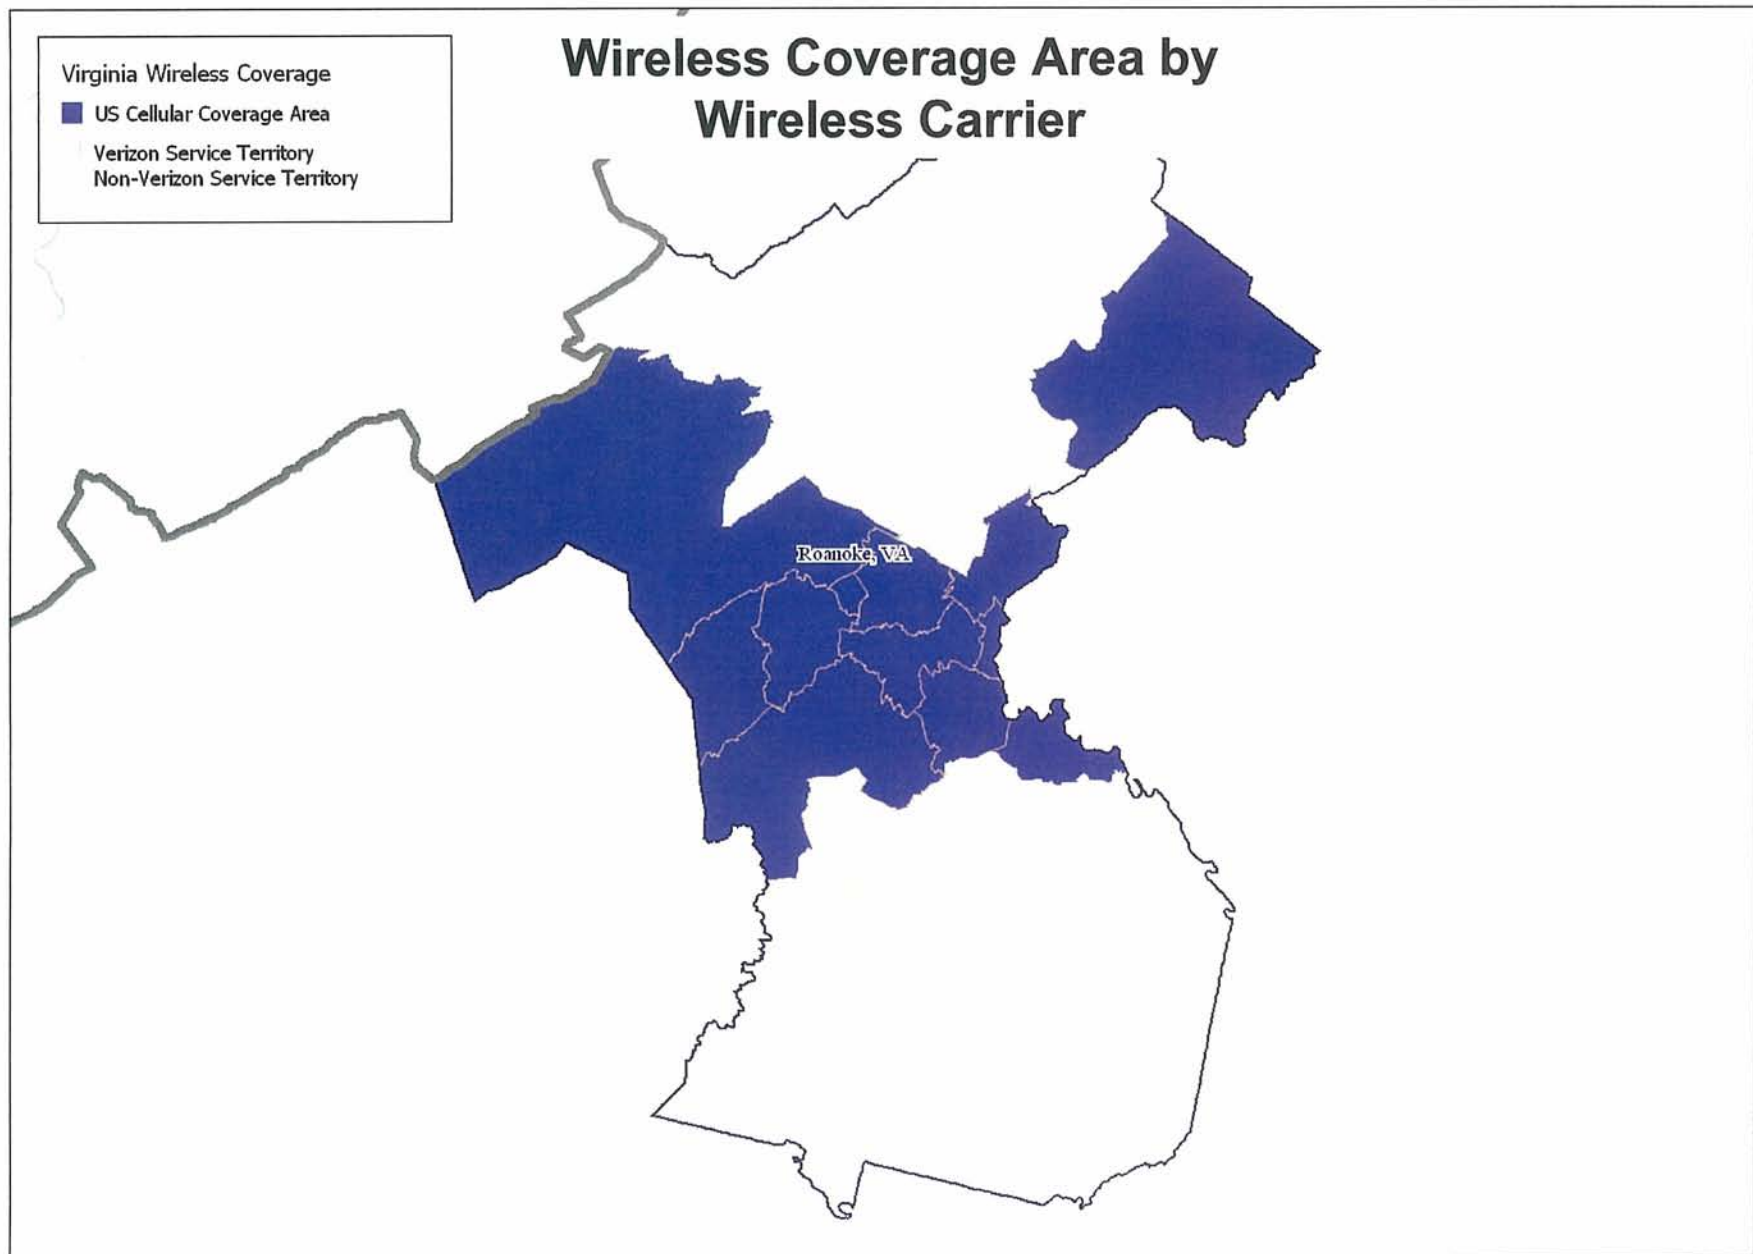 Wireless Coverage Area by
Wireless Carrier
Virginia Wireless Coverage
US Cellular Coverage Area
Verizon Service Territory
Non-Verizon Service Territory
Roanoke, VA